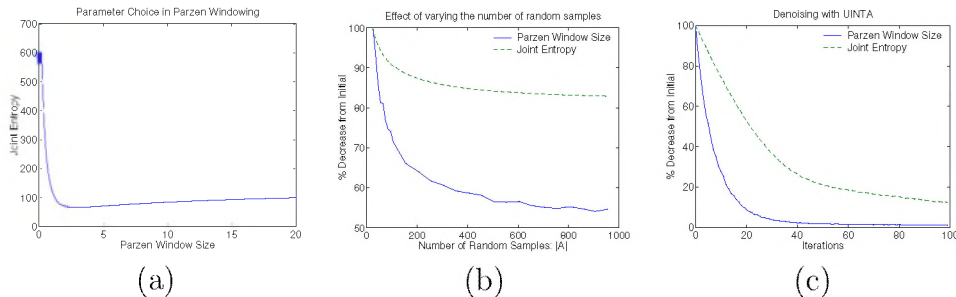 Parameter Choice in Parzen Windowing
700
600
500
400
300
200
100
0
Joint Entropy
0 5 10 15 20
Parzen Window Size
(a)
Effect of varying the number of random samples
100
90
80
70
60
50
% Decrease from Initial
Parzen Window Size
Joint Entropy
0 200 400 600 800 1000
Number of Random Samples: |A|
(b)
Denoising with UINTA
100
80
60
40
20
0
% Decrease from Initial
Parzen Window Size
Joint Entropy
0 20 40 60 80 100
Iterations
(c)